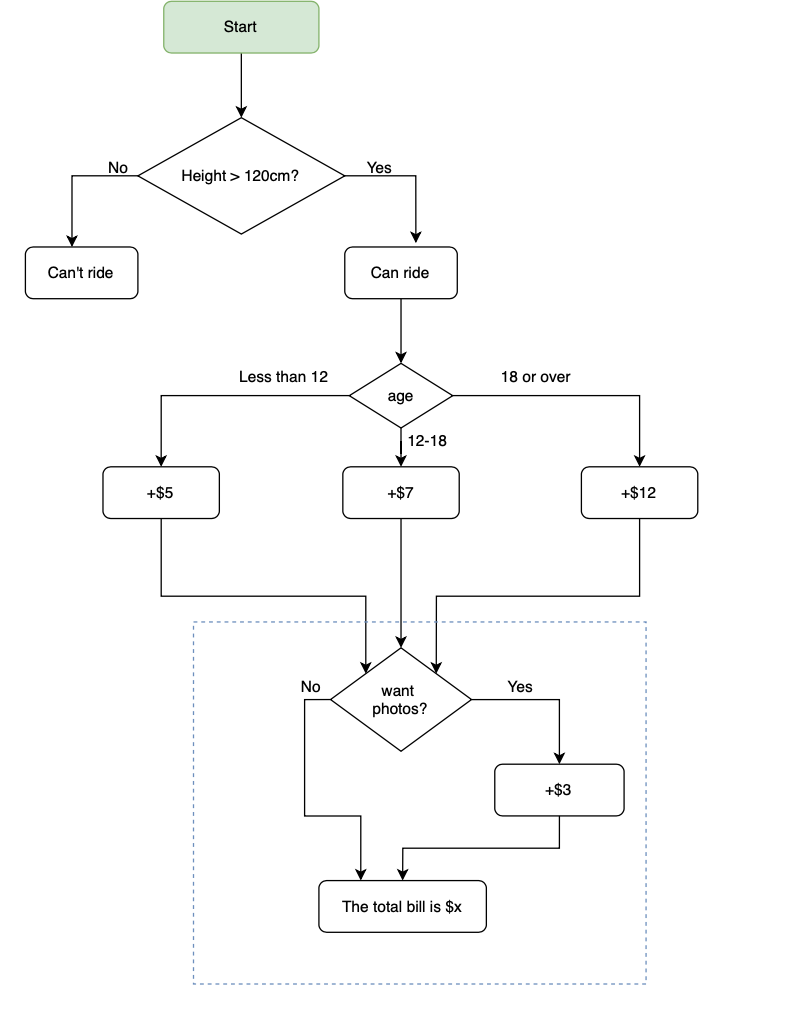 Start
Height > 120cm?
No
Yes
Can't ride
Can ride
Less than 12
age
18 or over
12-18
+$5
+$7
+$12
want
photos?
No
Yes
+$3
The total bill is $x